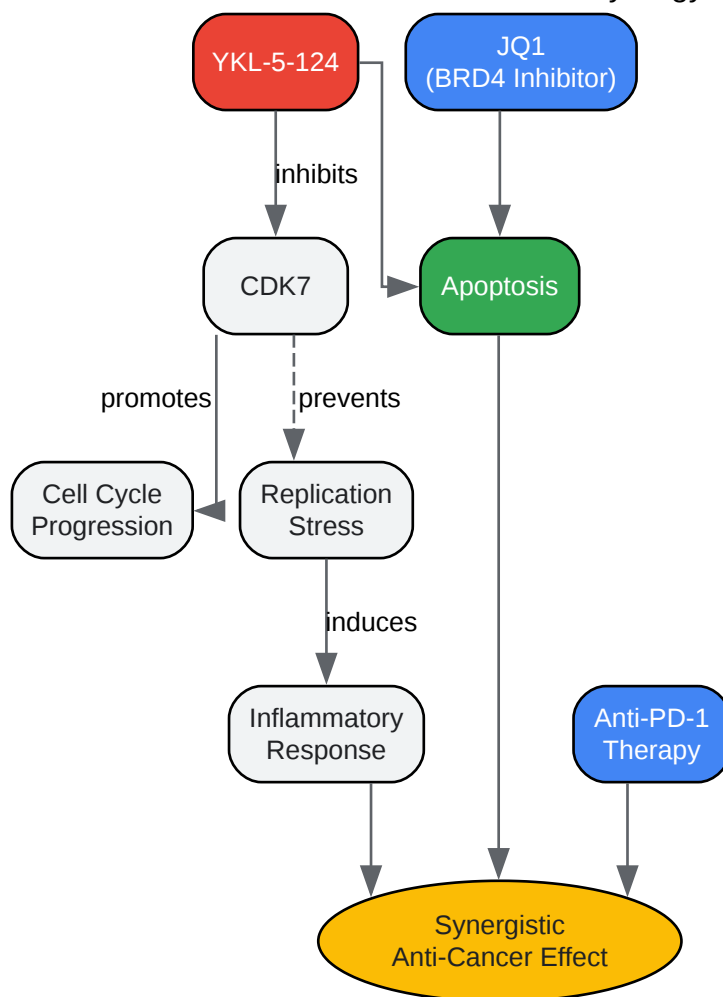 YKL-5-124
JQ1
(BRD4 Inhibitor)
inhibits
CDK7
Apoptosis
promotes
prevents
Cell Cycle
Progression
Replication
Stress
induces
Inflammatory
Response
Anti-PD-1
Therapy
Synergistic
Anti-Cancer Effect